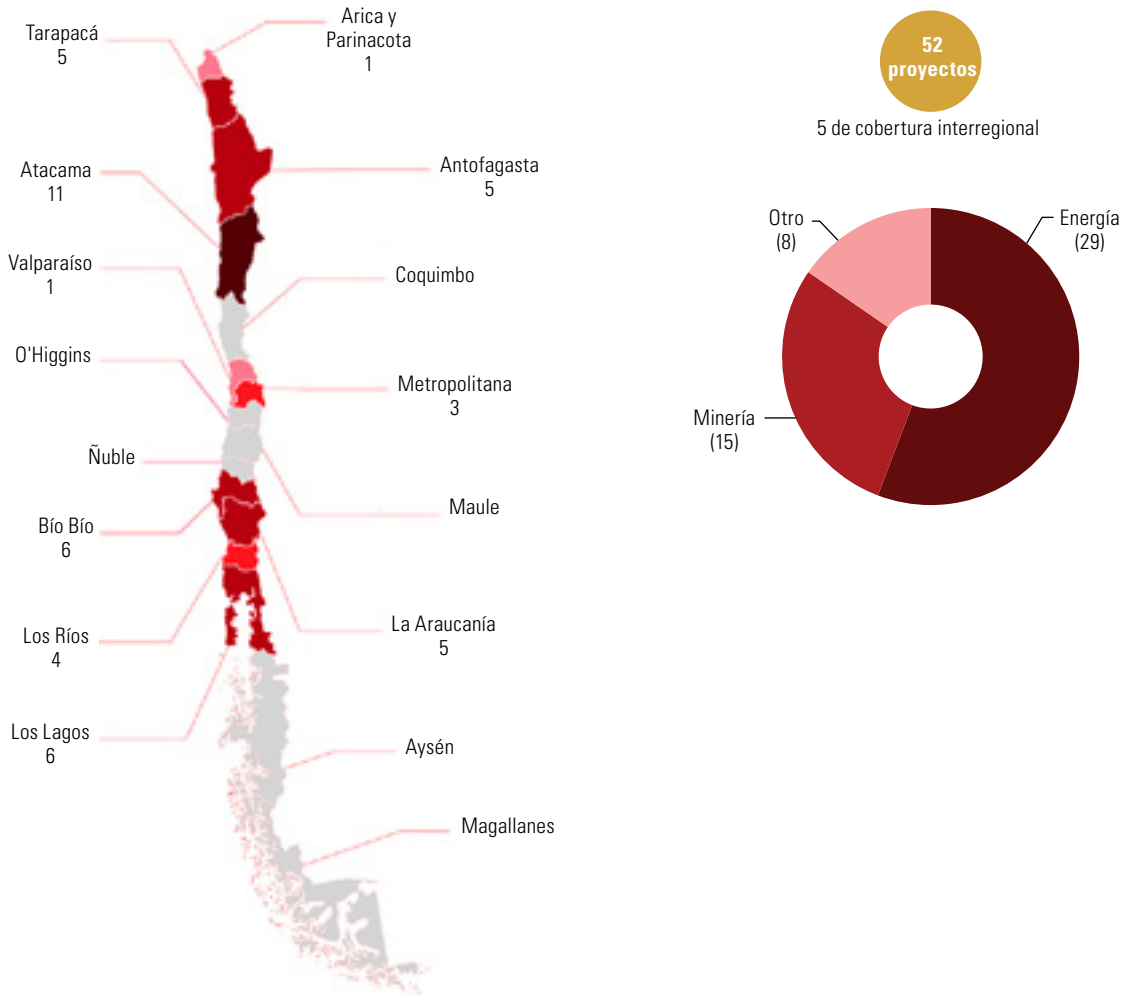 Tarapacá
5
Arica y
Parinacota
1
Atacama
11
Antofagasta
5
Valparaíso
1
Coquimbo
O'Higgins
Metropolitana
3
Ñuble
Maule
Bío Bío
6
La Araucanía
5
Los Ríos
4
Los Lagos
6
Aysén
Magallanes
52
proyectos
5 de cobertura interregional
Otro
(8)
Energía
(29)
Minería
(15)